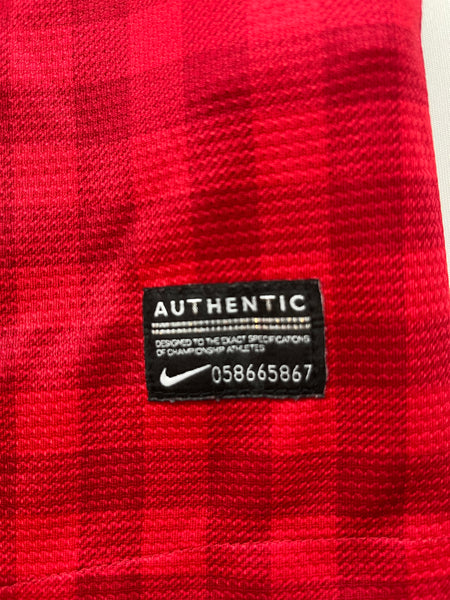 AUTHENTIC
DESIGNED TO THE EXACT SPECIFICATIONS
OF CHAMPIONSHIP ATHLETES
058665867